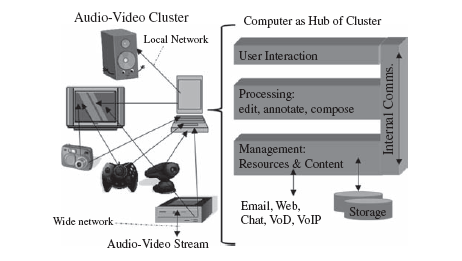 Audio-Video Cluster
Local Network
Wide network
Audio-Video Stream
Computer as Hub of Cluster
User Interaction
Processing:
edit, annotate, compose
Management:
Resources & Content
Internal Comms.
Email, Web,
Chat, VoD, VoIP
Storage